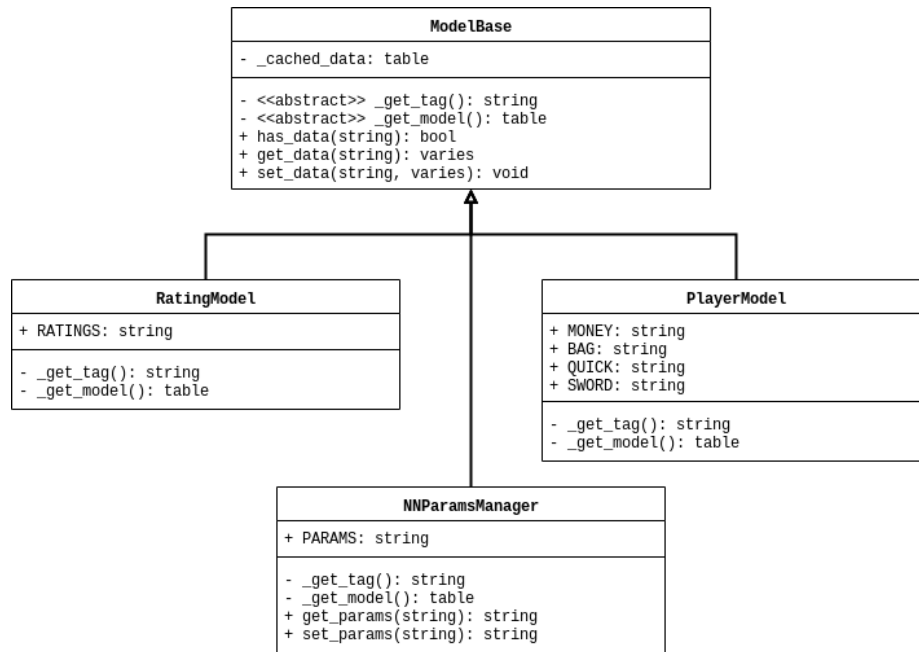 ModelBase
- _cached_data: table
- <<abstract>> _get_tag(): string
- <<abstract>> _get_model(): table
+ has_data(string): bool
+ get_data(string): varies
+ set_data(string, varies): void
RatingModel
+ RATINGS: string
- _get_tag(): string
- _get_model(): table
PlayerModel
+ MONEY: string
+ BAG: string
+ QUICK: string
+ SWORD: string
- _get_tag(): string
- _get_model(): table
NNParamsManager
+ PARAMS: string
- _get_tag(): string
- _get_model(): table
+ get_params(string): string
+ set_params(string): string